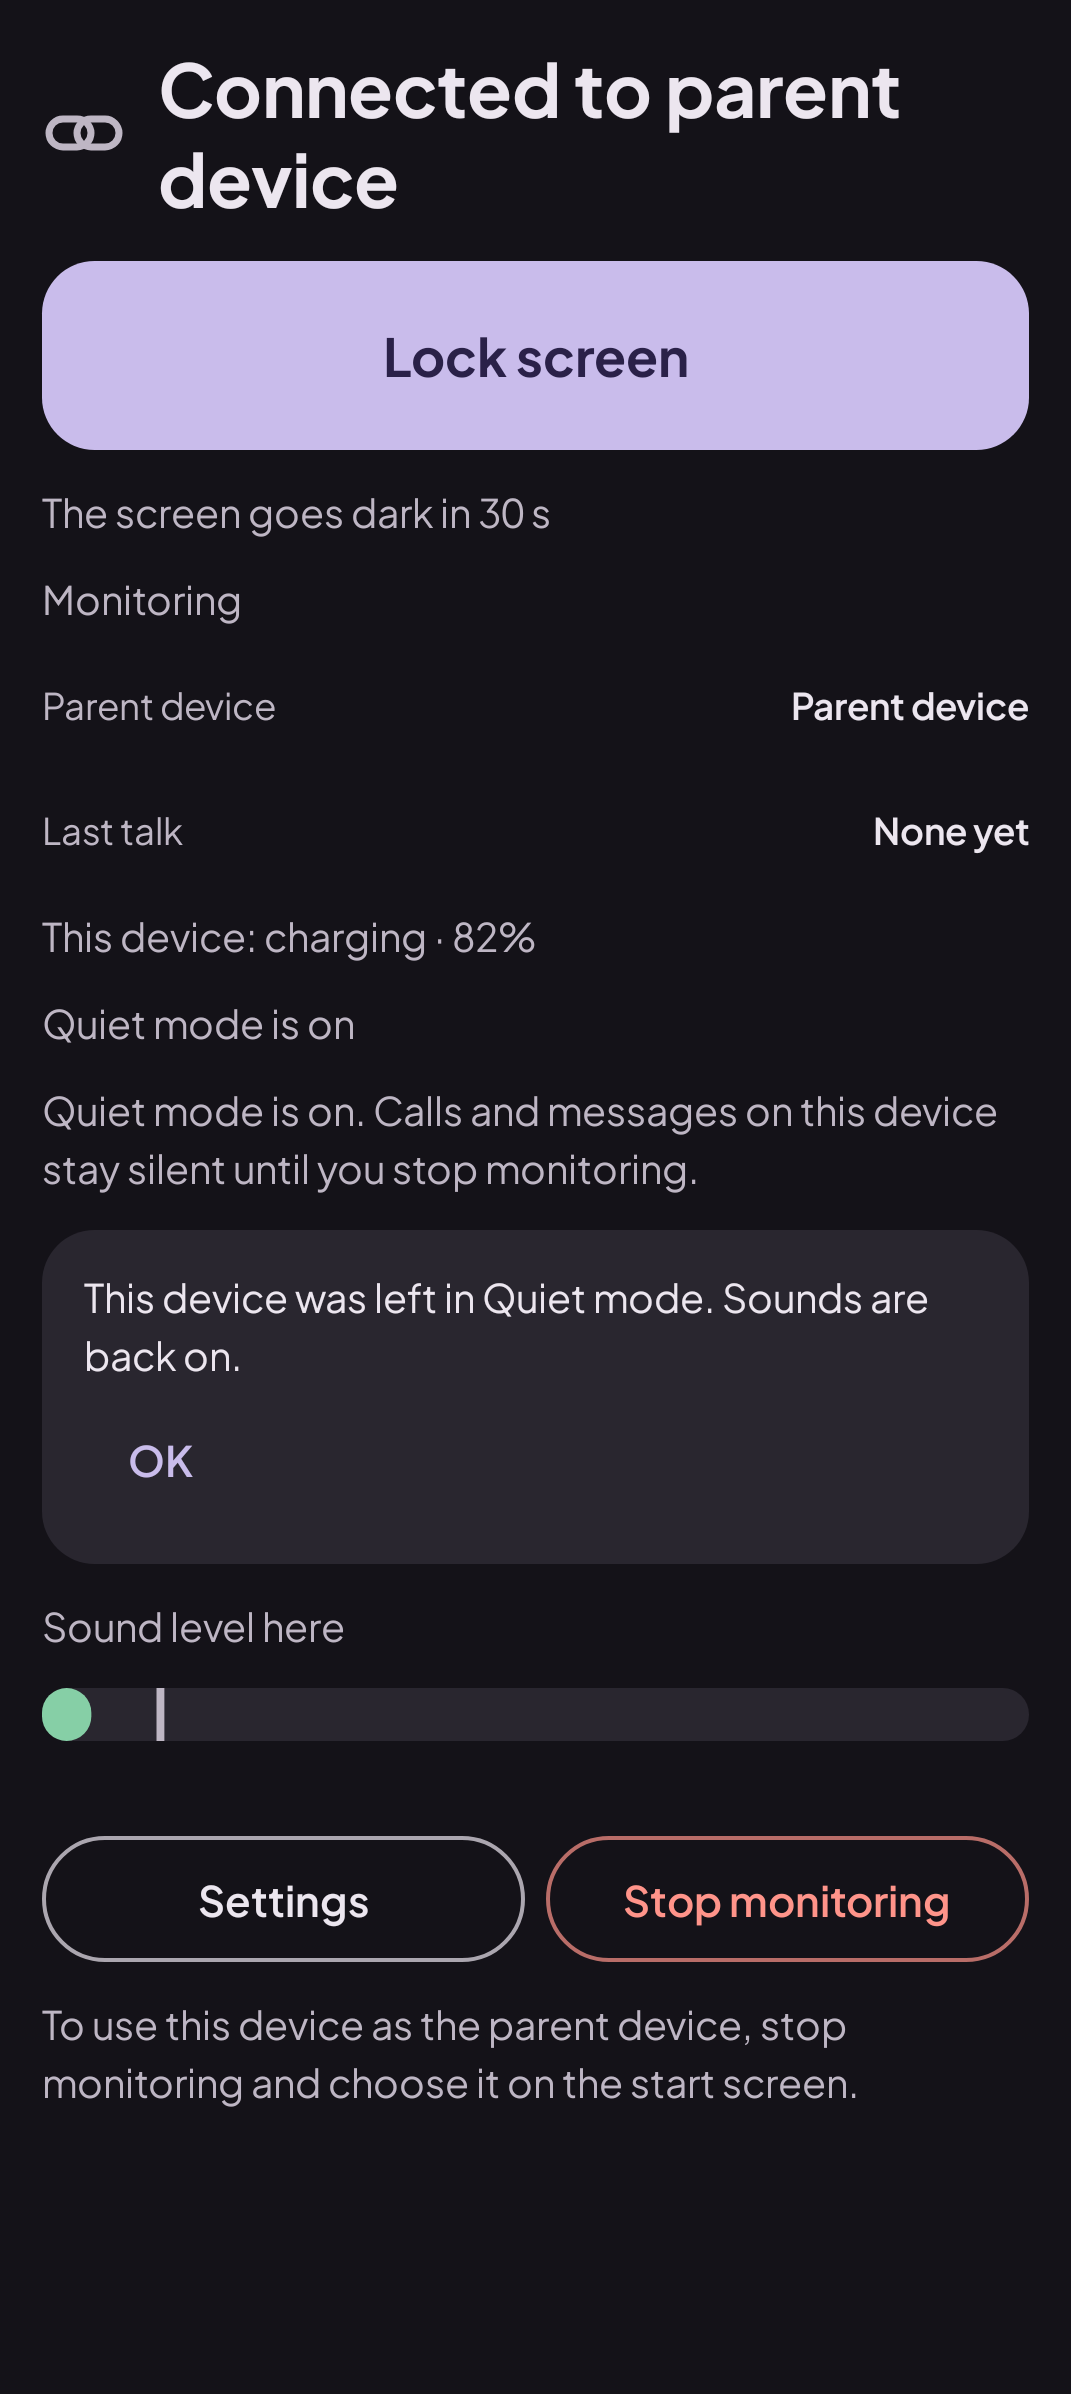 Connected to parent
device
Lock screen
The screen goes dark in 30 s
Monitoring
Parent device Parent device
Last talk None yet
This device: charging · 82%
Quiet mode is on
Quiet mode is on. Calls and messages on this device
stay silent until you stop monitoring.
This device was left in Quiet mode. Sounds are
back on.
OK
Sound level here
Settings Stop monitoring
To use this device as the parent device, stop
monitoring and choose it on the start screen.